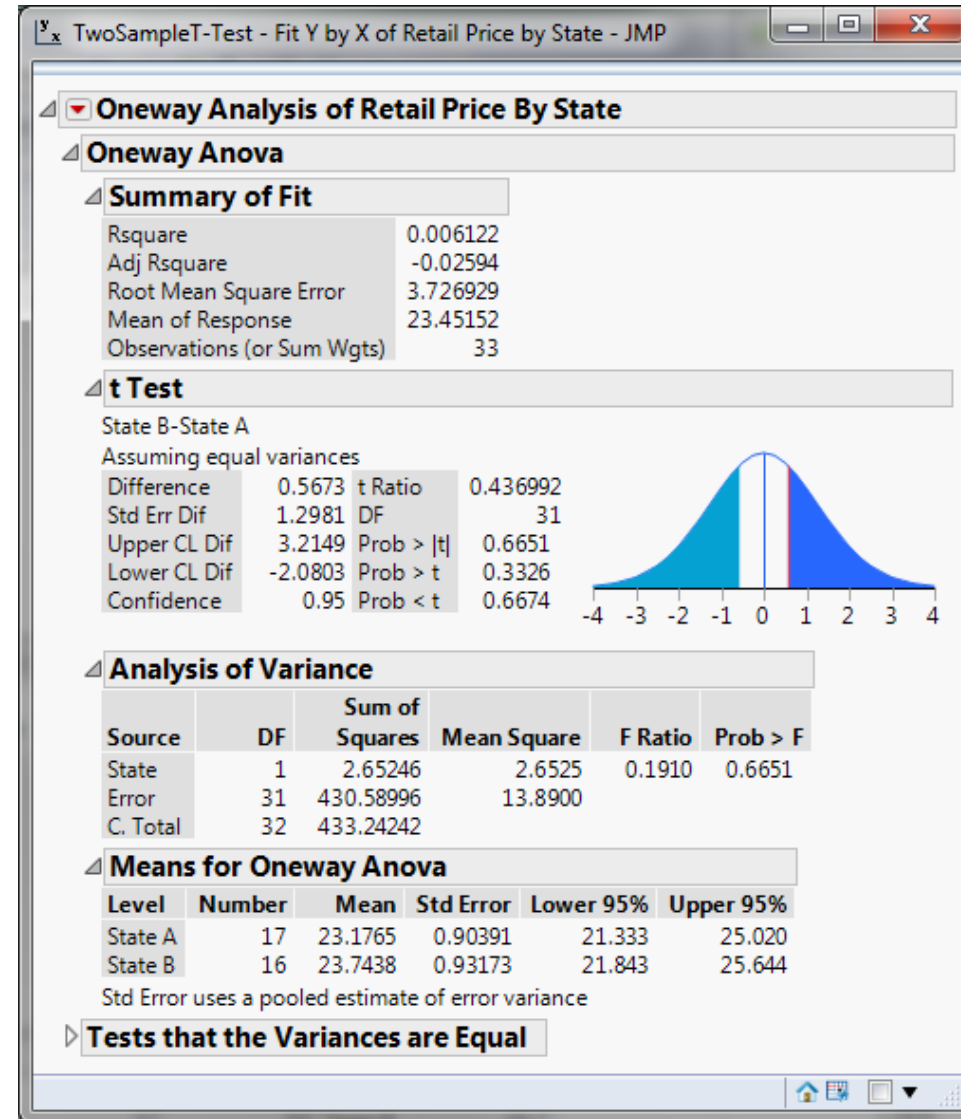 TwoSampleT-Test - Fit Y by X of Retail Price by State - JMP
Oneway Analysis of Retail Price By State
Oneway Anova
Summary of Fit
Rsquare 0.006122
Adj Rsquare -0.02594
Root Mean Square Error 3.726929
Mean of Response 23.45152
Observations (or Sum Wgts) 33
t Test
State B-State A
Assuming equal variances
Difference 0.5673 t Ratio 0.436992
Std Err Dif 1.2981 DF 31
Upper CL Dif 3.2149 Prob > |t| 0.6651
Lower CL Dif -2.0803 Prob > t 0.3326
Confidence 0.95 Prob < t 0.6674
-4 -3 -2 -1 0 1 2 3 4
Analysis of Variance
Sum of
Source DF Squares Mean Square F Ratio Prob > F
State 1 2.65246 2.6525 0.1910 0.6651
Error 31 430.58996 13.8900
C. Total 32 433.24242
Means for Oneway Anova
Level Number Mean Std Error Lower 95% Upper 95%
State A 17 23.1765 0.90391 21.333 25.020
State B 16 23.7438 0.93173 21.843 25.644
Std Error uses a pooled estimate of error variance
Tests that the Variances are Equal